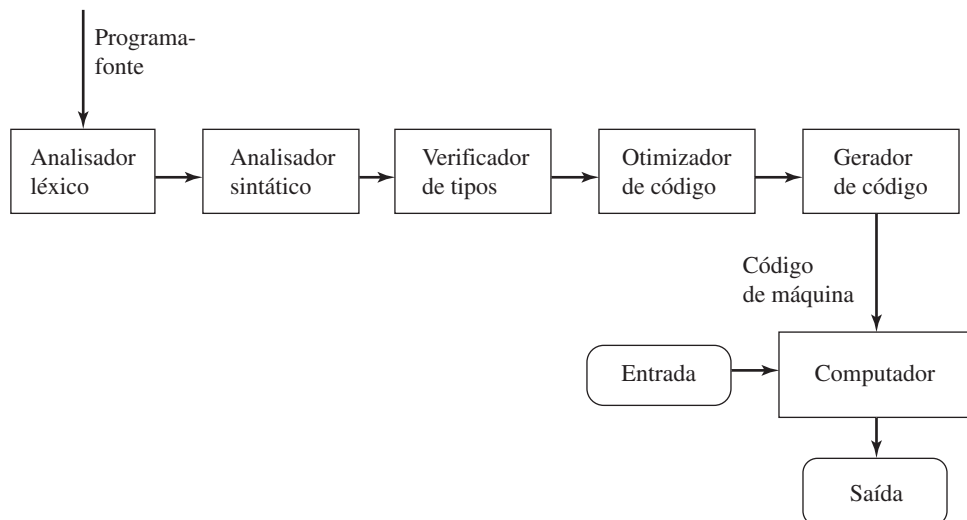 Programa-
fonte
Analisador
léxico
Analisador
sintático
Verificador
de tipos
Otimizador
de código
Gerador
de código
Código
de máquina
Entrada
Computador
Saída